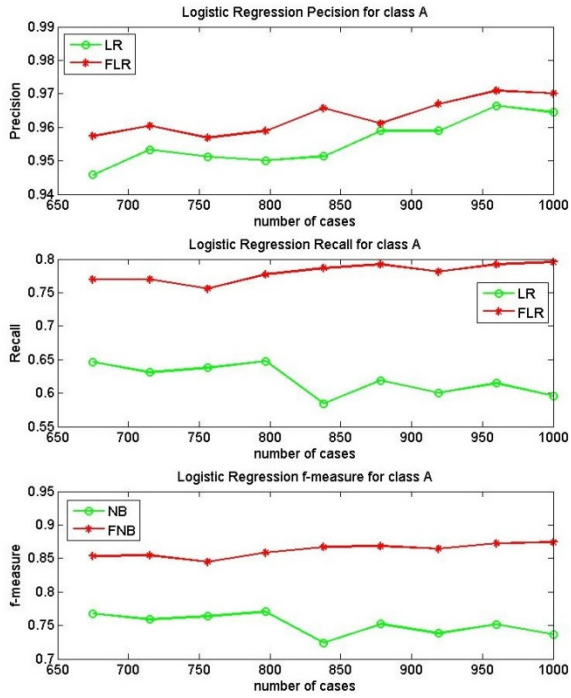 Logistic Regression Pecision for class A
0.99
0.98
0.97
0.96
0.95
0.94
Precision
LR
FLR
650 700 750 800 850 900 950 1000
number of cases
Logistic Regression Recall for class A
0.8
0.75
0.7
0.65
0.6
0.55
Recall
LR
FLR
650 700 750 800 850 900 950 1000
number of cases
Logistic Regression f-measure for class A
0.95
0.9
0.85
0.8
0.75
0.7
f-measure
NB
FNB
650 700 750 800 850 900 950 1000
number of cases